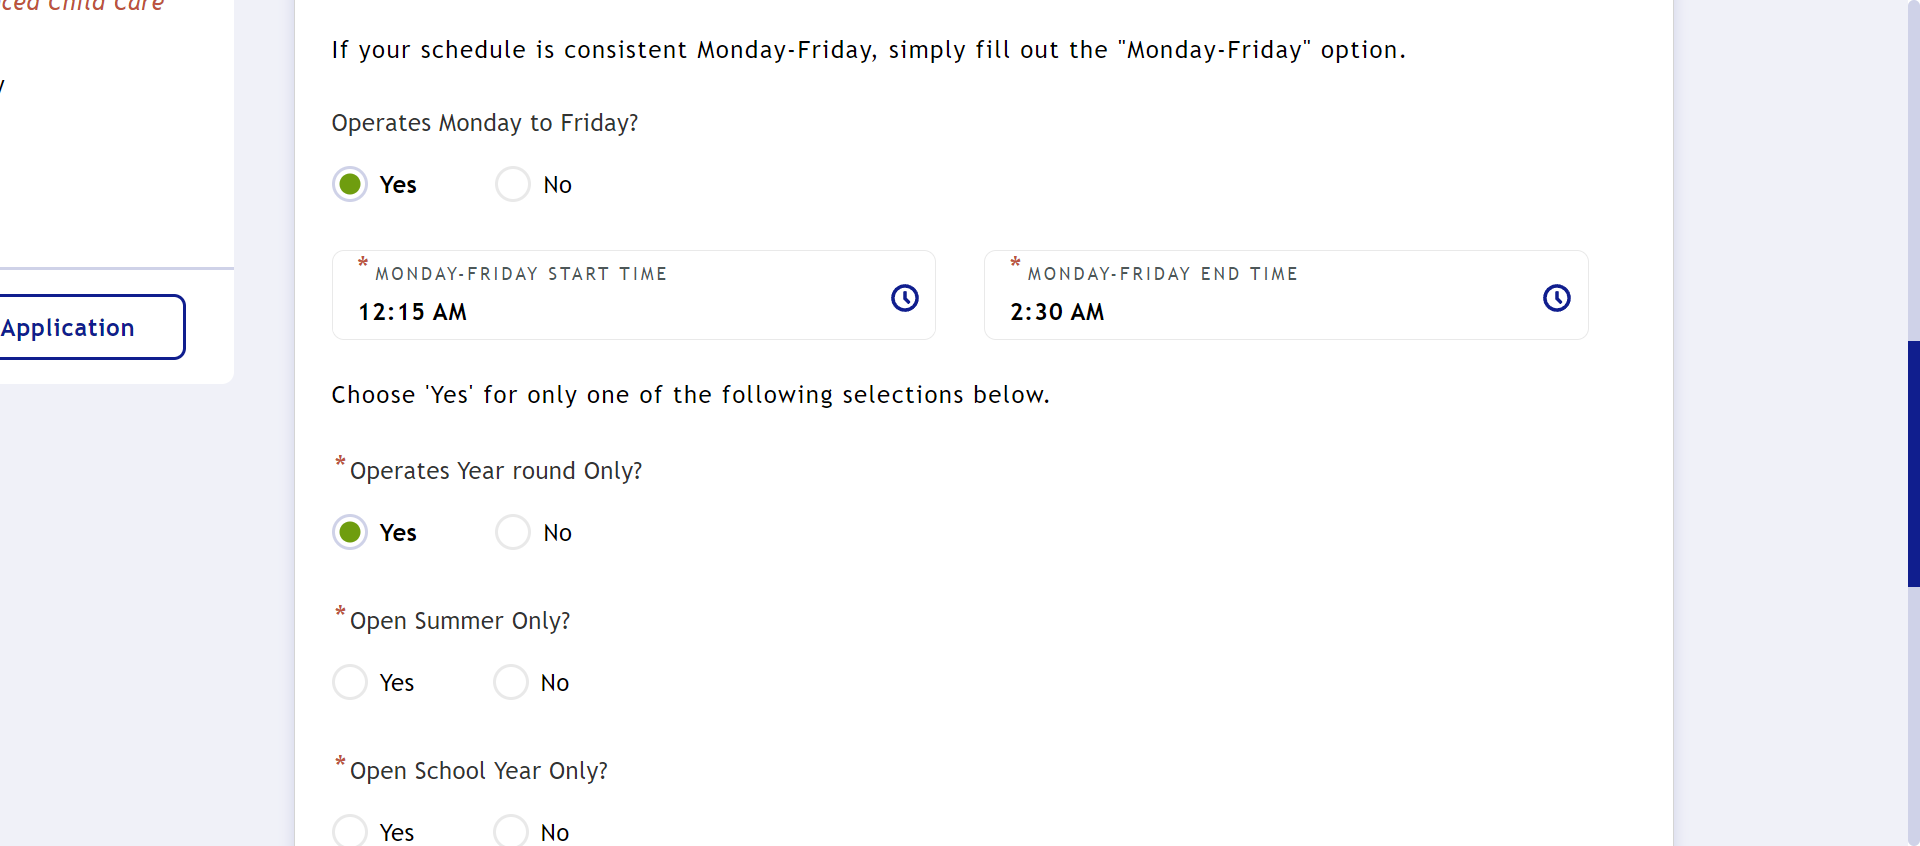 Child Care
Application
If your schedule is consistent Monday-Friday, simply fill out the "Monday-Friday" option.
Operates Monday to Friday?
Yes No
* MONDAY-FRIDAY START TIME
12:15 AM
* MONDAY-FRIDAY END TIME
2:30 AM
Choose 'Yes' for only one of the following selections below.
* Operates Year round Only?
Yes No
* Open Summer Only?
Yes No
* Open School Year Only?
Yes No